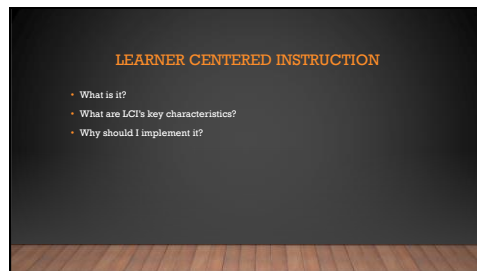 LEARNER CENTERED INSTRUCTION
• What is it?
• What are LCI's key characteristics?
• Why should I implement it?